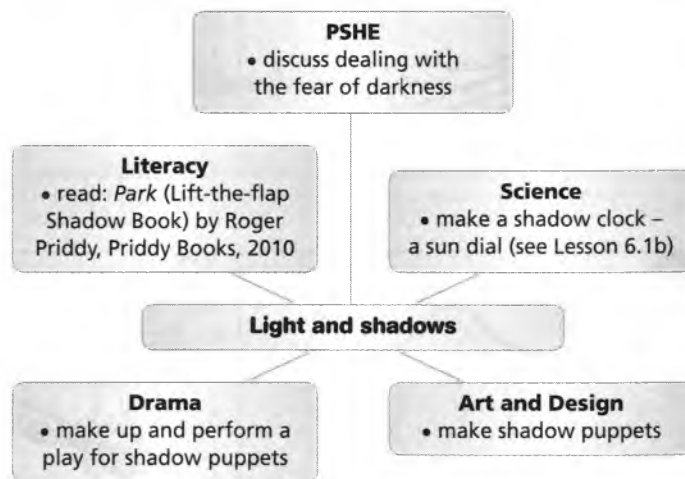 PSHE
• discuss dealing with
the fear of darkness
Literacy
• read: Park (Lift-the-flap
Shadow Book) by Roger
Priddy, Priddy Books, 2010
Science
• make a shadow clock –
a sun dial (see Lesson 6.1b)
Light and shadows
Drama
• make up and perform a
play for shadow puppets
Art and Design
• make shadow puppets